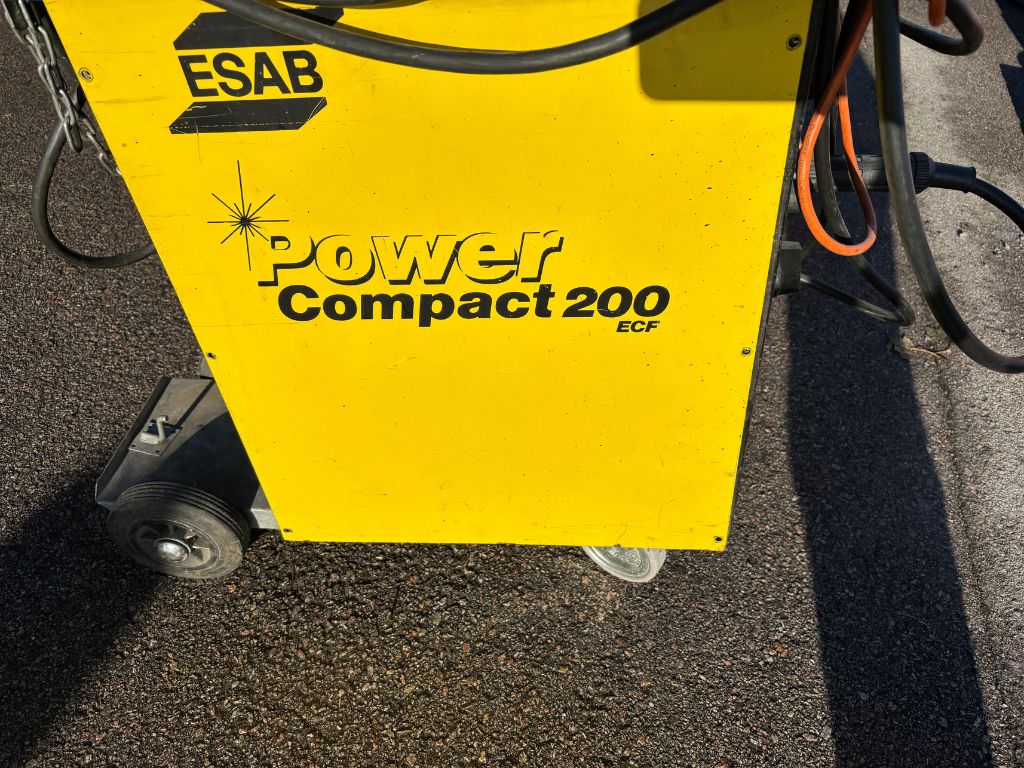 ESAB
Power
Compact 200
ECF